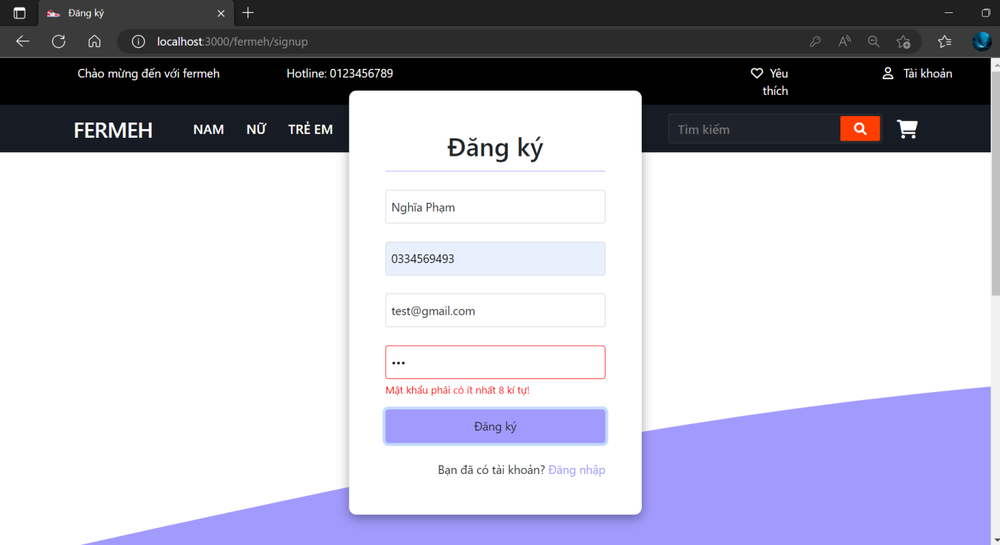 Đăng ký
localhost:3000/fermeh/signup
Chào mừng đến với fermeh
Hotline: 0123456789
Yêu
thích
Tài khoản
FERMEH
NAM
NỮ
TRẺ EM
Tìm kiếm
Đăng ký
Nghĩa Phạm
0334569493
test@gmail.com
Mật khẩu phải có ít nhất 8 kí tự!
Đăng ký
Bạn đã có tài khoản? Đăng nhập